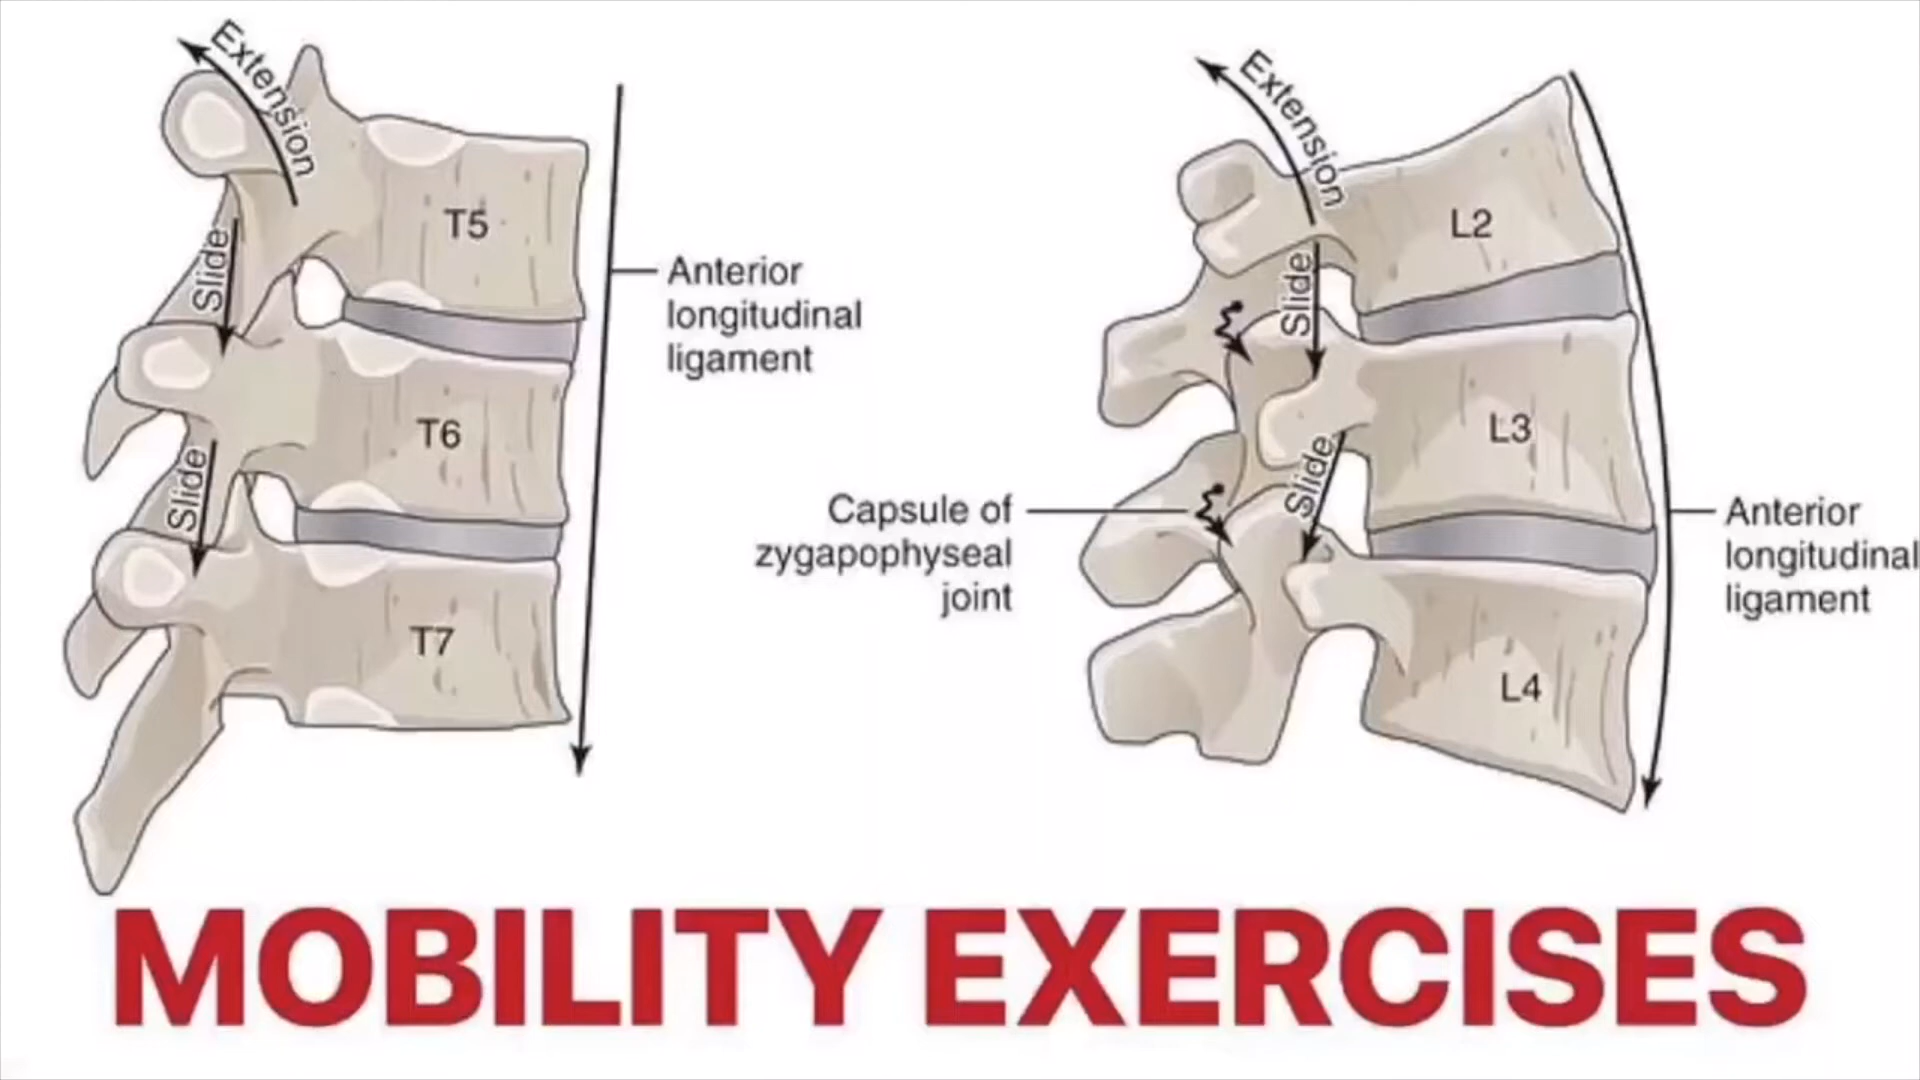 Extension
Slide
T5
Anterior
longitudinal
ligament
T6
Slide
T7
Extension
L2
Slide
L3
Slide
Capsule of
zygapophyseal
joint
Anterior
longitudinal
ligament
L4
MOBILITY EXERCISES